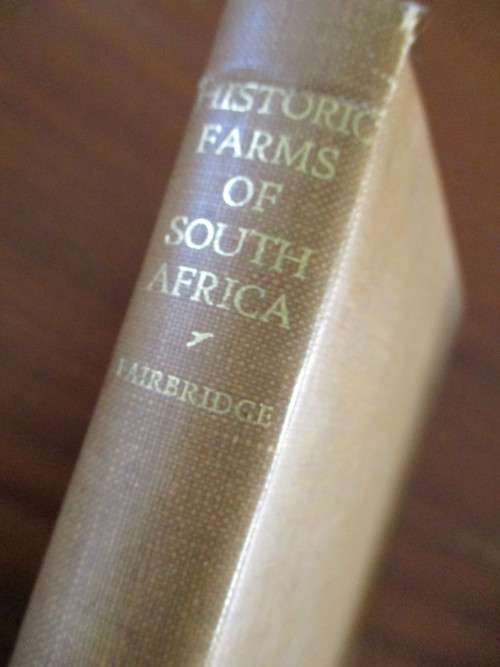 HISTORIC
FARMS
OF
SOUTH
AFRICA
FAIRBRIDGE